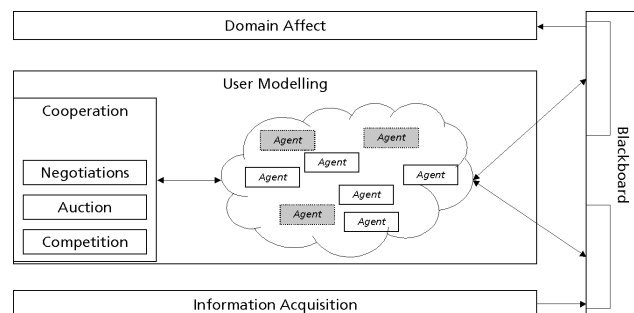 Domain Affect
User Modelling
Cooperation
Negotiations
Auction
Competition
Agent
Agent
Agent
Agent
Agent
Agent
Agent
Agent
Blackboard
Information Acquisition